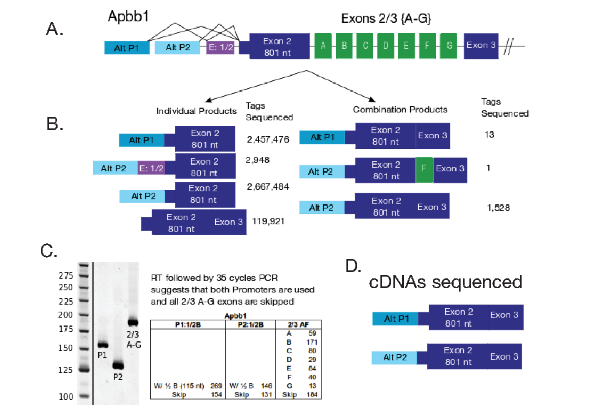 Apbb1
Exons 2/3 {A-G}
A.
Alt P1
Alt P2
E: 1/2
Exon 2
801 nt
A B C D E F G
Exon 3
Individual Products
Tags
Sequenced
Combination Products
Tags
Sequenced
B.
Alt P1
Exon 2
801 nt
2,457,476
Alt P2
E: 1/2
Exon 2
801 nt
2,948
Alt P2
Exon 2
801 nt
2,667,484
Exon 2
801 nt
Exon 3
119,921
Alt P1
Exon 2
801 nt
Exon 3
13
Alt P2
Exon 2
801 nt
F
Exon 3
1
Alt P2
Exon 2
801 nt
Exon 3
1,528
C.
275
250
225
200
175
150
125
100
P1
P2
2/3
A-G
RT followed by 35 cycles PCR
suggests that both Promoters are used
and all 2/3 A-G exons are skipped
Apbb1
P1:1/2B P2:1/2B 2/3 AF
A 59
B 171
C 80
D 29
E 64
F 40
W/ ½ B (115 nt) 269 W/ ½ B 146 G 13
Skip 154 Skip 131 Skip 184
D.
cDNAs sequenced
Alt P1
Exon 2
801 nt
Exon 3
Alt P2
Exon 2
801 nt
Exon 3